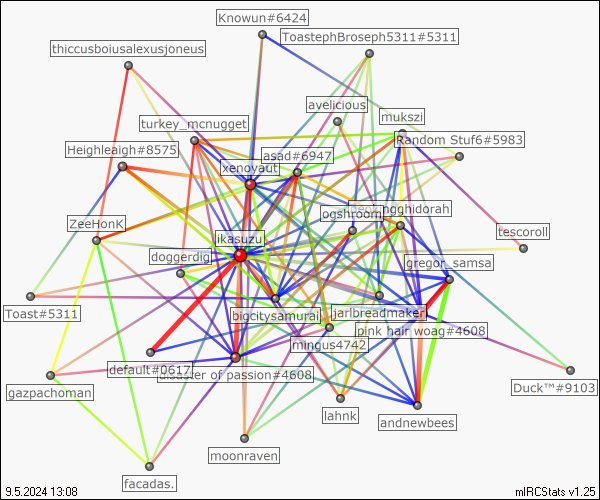 Knowun#6424
ToastephBroseph5311#5311
thiccusboiusalexusjoneus
avelicious
mukszi
turkey_mcnugget
Random Stuf6#5983
Heighleaigh#8575
asad#6947
xenoyaut
ogshroom
ZeeHonK
likasuzu
tescoroll
doggerdig
gregor_samsa
Toast#5311
bigcitysamurai
jarlbreadmaker
pink hair woag#4608
mingus4742
default#0617
disaster of passion#4608
Duck™#9103
gazpachoman
lahnk
andnewbees
moonraven
facadas.
9.5.2024 13:08
mIRCStats v1.25